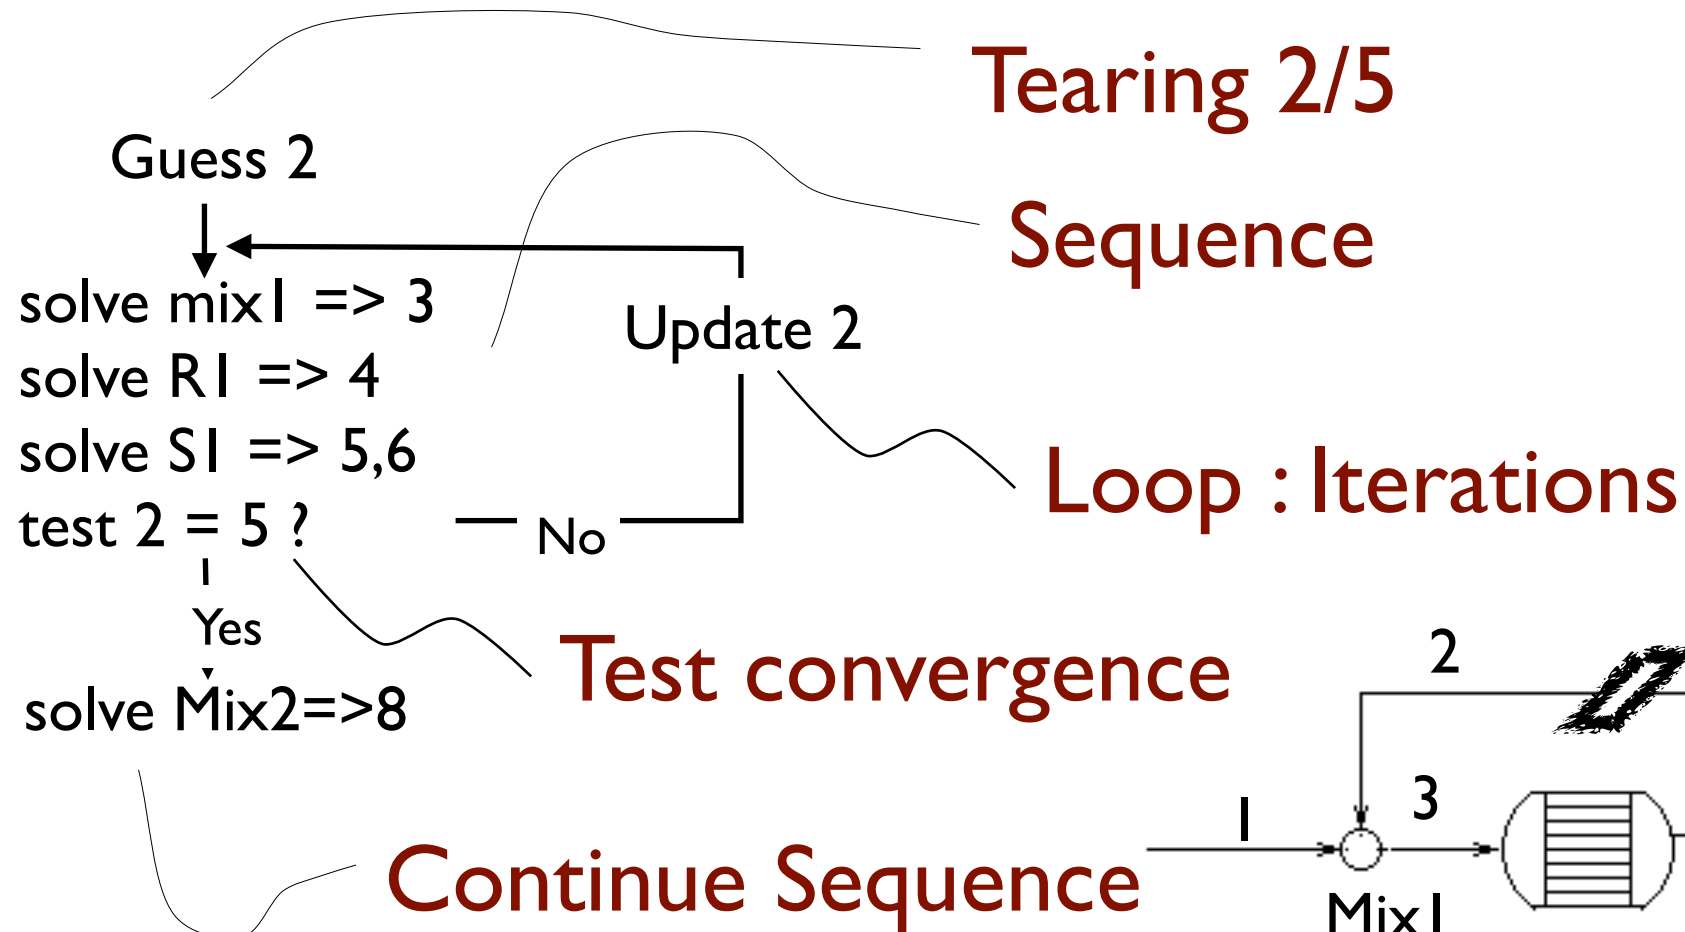 Tearing 2/5
Guess 2
Sequence
solve mix1 => 3
Update 2
solve R1 => 4
solve S1 => 5,6
Loop : Iterations
test 2 = 5 ?
No
Yes
Test convergence
solve Mix2=>8
2
3
1
Continue Sequence
Mix1